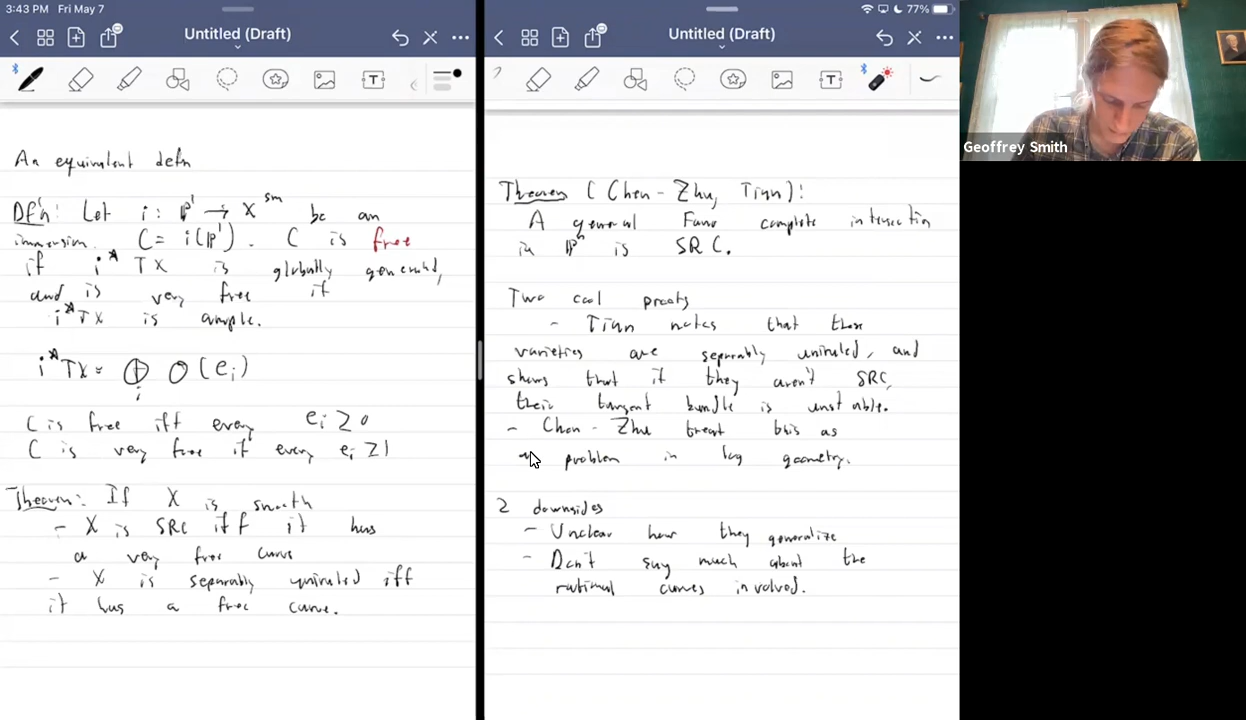 3:43 PM Fri May 7
Untitled (Draft)
An equivalent defn
Df'n: Let i: ℙ¹ → X^sm be an
immersion. C = i(ℙ¹). C is free
if i* TX is globally generated,
and is very free if
i*TX is ample.
i*TX = ⊕_i O(e_i)
C is free iff every e_i ≥ 0
C is very free if every e_i ≥ 1
Theorem: If X is smooth
- X is SRC iff it has
a very free curve
- X is separably uniruled iff
it has a free curve.
77%
Untitled (Draft)
Theorem (Chen-Zhu, Tian):
A general Fano complete intersection
in ℙⁿ is SRC.
Two cool proofs
- Tian notes that these
varieties are separably uniruled, and
shows that if they aren't SRC,
their tangent bundle is unstable.
- Chen-Zhu treat this as
problem in log geometry.
2 downsides
- Unclear how they generalize
- Don't say much about the
rational curves involved.
Geoffrey Smith